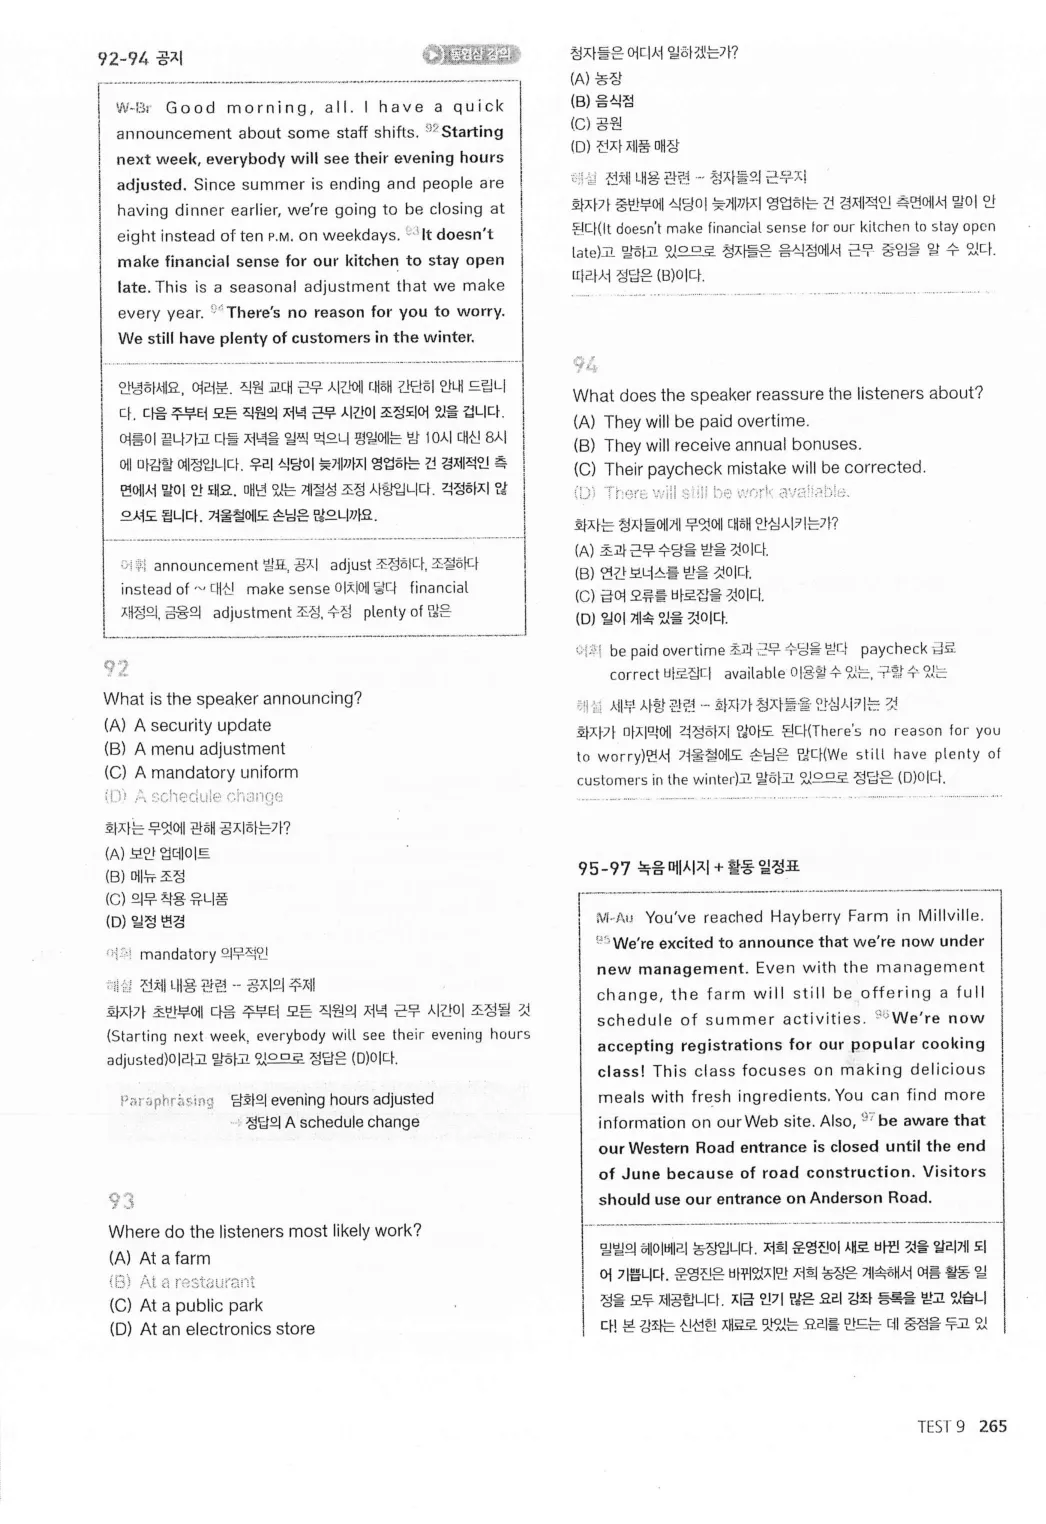 92-94 공지
동영상 강의
W-Br Good morning, all. I have a quick
announcement about some staff shifts. 92 Starting
next week, everybody will see their evening hours
adjusted. Since summer is ending and people are
having dinner earlier, we're going to be closing at
eight instead of ten P.M. on weekdays. 93 It doesn't
make financial sense for our kitchen to stay open
late. This is a seasonal adjustment that we make
every year. 94 There's no reason for you to worry.
We still have plenty of customers in the winter.
안녕하세요, 여러분. 직원 교대 근무 시간에 대해 간단히 안내 드립니
다. 다음 주부터 모든 직원의 저녁 근무 시간이 조정되어 있을 겁니다.
여름이 끝나가고 다들 저녁을 일찍 먹으니 평일에는 밤 10시 대신 8시
에 마감할 예정입니다. 우리 식당이 늦게까지 영업하는 건 경제적인 측
면에서 말이 안 돼요. 매년 있는 계절성 조정 사항입니다. 걱정하지 않
으셔도 됩니다. 겨울철에도 손님은 많으니까요.
어휘 announcement 발표, 공지 adjust 조정하다, 조절하다
instead of ~ 대신 make sense 이치에 닿다 financial
재정의, 금융의 adjustment 조정, 수정 plenty of 많은
92
What is the speaker announcing?
(A) A security update
(B) A menu adjustment
(C) A mandatory uniform
(D) A schedule change
화자는 무엇에 관해 공지하는가?
(A) 보안 업데이트
(B) 메뉴 조정
(C) 의무 착용 유니폼
(D) 일정 변경
어휘 mandatory 의무적인
해설 전체 내용 관련 – 공지의 주제
화자가 초반부에 다음 주부터 모든 직원의 저녁 근무 시간이 조정될 것
(Starting next week, everybody will see their evening hours
adjusted)이라고 말하고 있으므로 정답은 (D)이다.
Paraphrasing 담화의 evening hours adjusted
→ 정답의 A schedule change
93
Where do the listeners most likely work?
(A) At a farm
(B) At a restaurant
(C) At a public park
(D) At an electronics store
청자들은 어디서 일하겠는가?
(A) 농장
(B) 음식점
(C) 공원
(D) 전자 제품 매장
해설 전체 내용 관련 – 청자들의 근무지
화자가 중반부에 식당이 늦게까지 영업하는 건 경제적인 측면에서 말이 안
된다(It doesn't make financial sense for our kitchen to stay open
late)고 말하고 있으므로 청자들은 음식점에서 근무 중임을 알 수 있다.
따라서 정답은 (B)이다.
94
What does the speaker reassure the listeners about?
(A) They will be paid overtime.
(B) They will receive annual bonuses.
(C) Their paycheck mistake will be corrected.
(D) There will still be work available.
화자는 청자들에게 무엇에 대해 안심시키는가?
(A) 초과 근무 수당을 받을 것이다.
(B) 연간 보너스를 받을 것이다.
(C) 급여 오류를 바로잡을 것이다.
(D) 일이 계속 있을 것이다.
어휘 be paid overtime 초과 근무 수당을 받다 paycheck 급료
correct 바로잡다 available 이용할 수 있는, 구할 수 있는
해설 세부 사항 관련 – 화자가 청자들을 안심시키는 것
화자가 마지막에 걱정하지 않아도 된다(There's no reason for you
to worry)면서 겨울철에도 손님은 많다(We still have plenty of
customers in the winter)고 말하고 있으므로 정답은 (D)이다.
95-97 녹음 메시지 + 활동 일정표
M-Au You've reached Hayberry Farm in Millville.
95 We're excited to announce that we're now under
new management. Even with the management
change, the farm will still be offering a full
schedule of summer activities. 96 We're now
accepting registrations for our popular cooking
class! This class focuses on making delicious
meals with fresh ingredients. You can find more
information on our Web site. Also, 97 be aware that
our Western Road entrance is closed until the end
of June because of road construction. Visitors
should use our entrance on Anderson Road.
밀빌의 헤이베리 농장입니다. 저희 운영진이 새로 바뀐 것을 알리게 되
어 기쁩니다. 운영진은 바뀌었지만 저희 농장은 계속해서 여름 활동 일
정을 모두 제공합니다. 지금 인기 많은 요리 강좌 등록을 받고 있습니
다! 본 강좌는 신선한 재료로 맛있는 요리를 만드는 데 중점을 두고 있
TEST 9 265